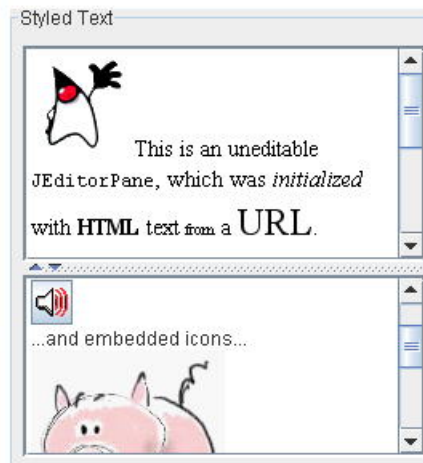 Styled Text
This is an uneditable
JEditorPane, which was initialized
with HTML text from a URL.
...and embedded icons...